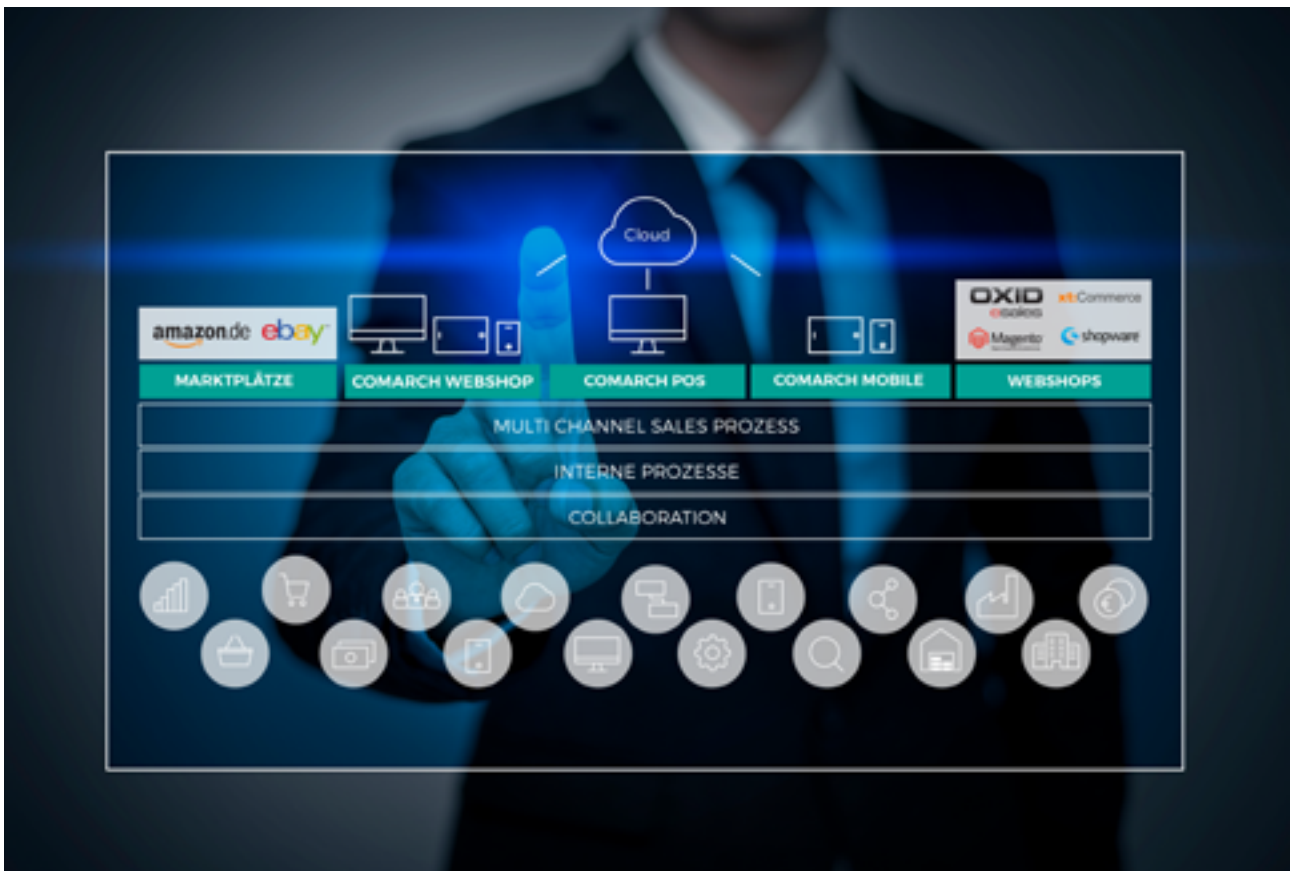 Cloud
amazon.de ebay
OXID xt:Commerce
esales
Magento shopware
MARKTPLÄTZE COMARCH WEBSHOP COMARCH POS COMARCH MOBILE WEBSHOPS
MULTI CHANNEL SALES PROZESS
INTERNE PROZESSE
COLLABORATION
€